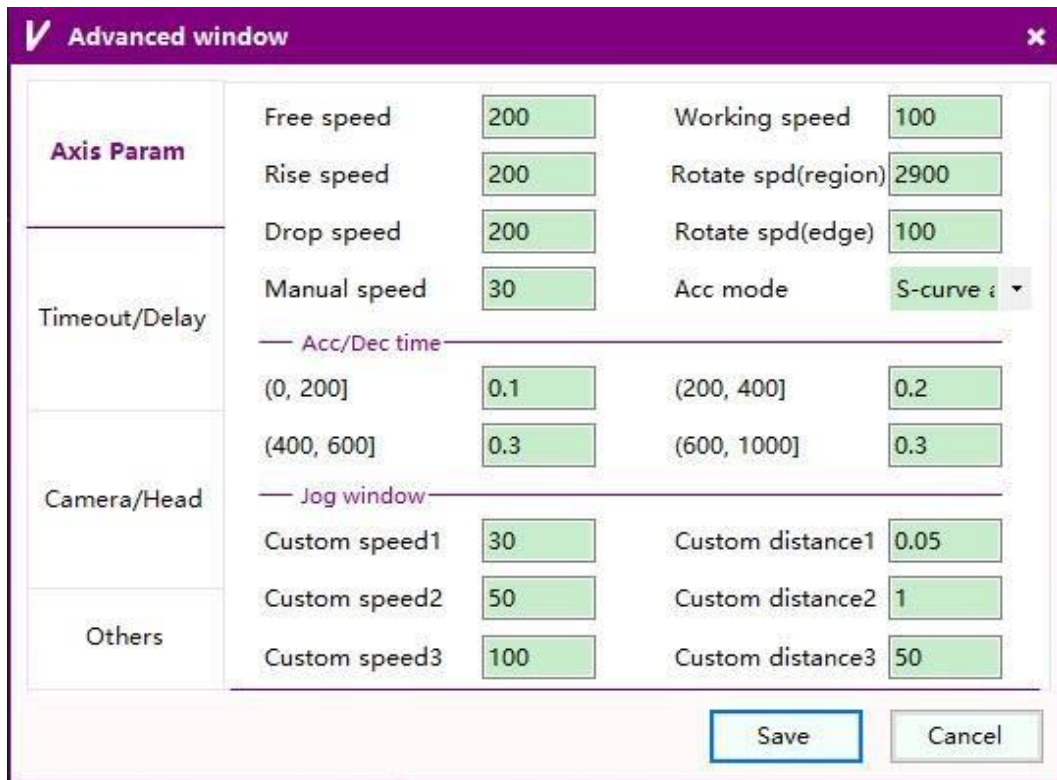 V Advanced window
Axis Param
Timeout/Delay
Camera/Head
Others
Free speed 200 Working speed 100
Rise speed 200 Rotate spd(region) 2900
Drop speed 200 Rotate spd(edge) 100
Manual speed 30 Acc mode S-curve
Acc/Dec time
(0, 200] 0.1 (200, 400] 0.2
(400, 600] 0.3 (600, 1000] 0.3
Jog window
Custom speed1 30 Custom distance1 0.05
Custom speed2 50 Custom distance2 1
Custom speed3 100 Custom distance3 50
Save Cancel